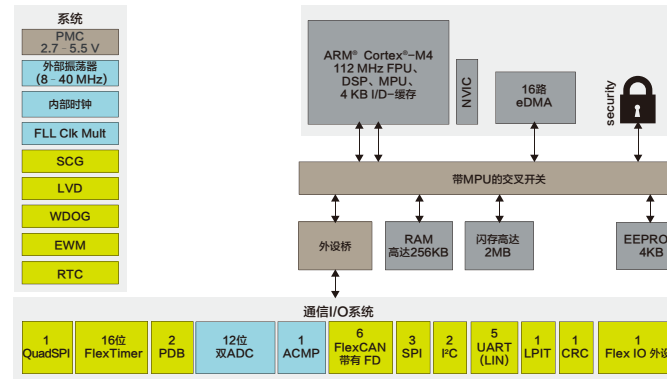 系统
PMC
2.7 - 5.5 V
外部振荡器
(8 - 40 MHz)
内部时钟
FLL Clk Mult
SCG
LVD
WDOG
EWM
RTC
ARM® Cortex®-M4
112 MHz FPU、
DSP、MPU、
4 KB I/D-缓存
NVIC
16路
eDMA
security
带MPU的交叉开关
外设桥
RAM
高达256KB
闪存高达
2MB
EEPRO
4KB
通信I/O系统
1
QuadSPI
16位
FlexTimer
2
PDB
12位
双ADC
1
ACMP
6
FlexCAN
带有 FD
3
SPI
2
I²C
5
UART
(LIN)
1
LPIT
1
CRC
1
Flex IO 外设